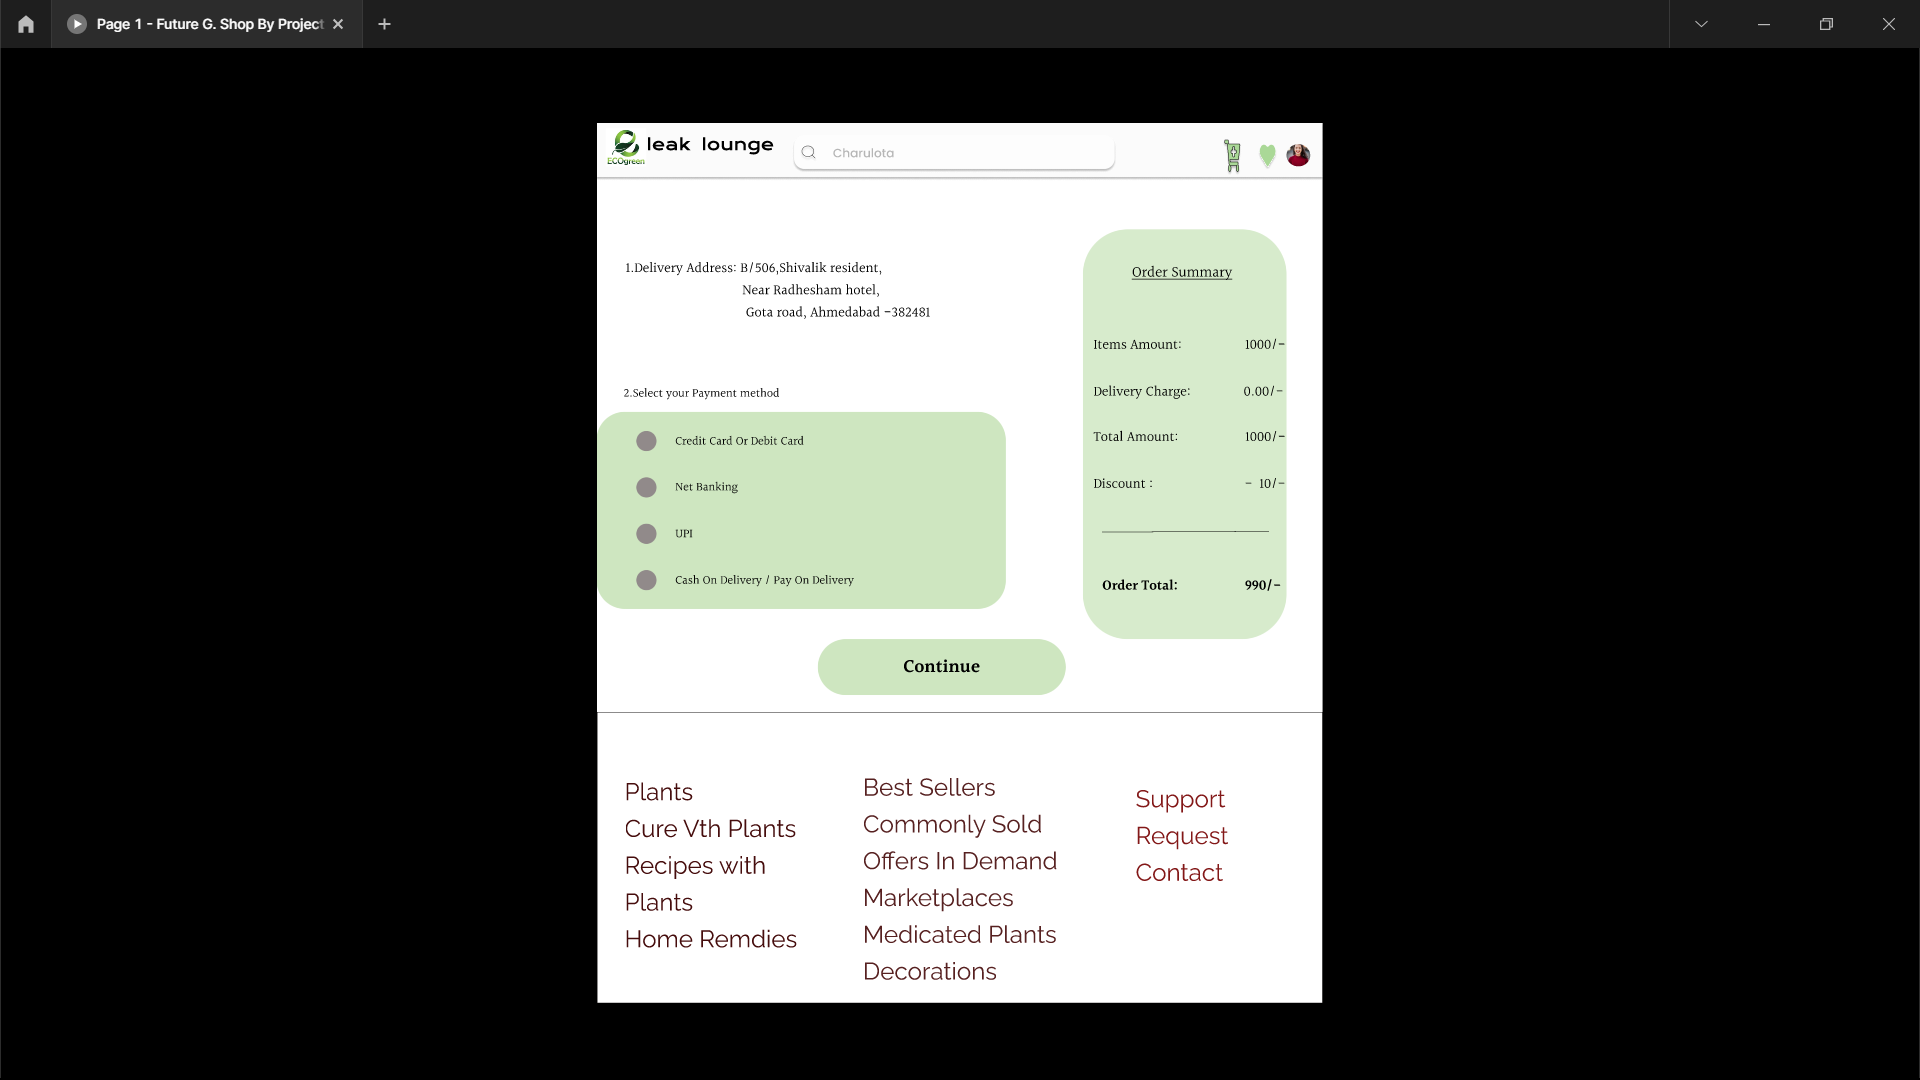 Page 1 - Future G. Shop By Project
ECOgreen
leak lounge
Charulota
1.Delivery Address: B/506,Shivalik resident,
Near Radhesham hotel,
Gota road, Ahmedabad -382481
2.Select your Payment method
Credit Card Or Debit Card
Net Banking
UPI
Cash On Delivery / Pay On Delivery
Order Summary
Items Amount: 1000/-
Delivery Charge: 0.00/-
Total Amount: 1000/-
Discount : - 10/-
Order Total: 990/-
Continue
Plants
Cure Vth Plants
Recipes with
Plants
Home Remdies
Best Sellers
Commonly Sold
Offers In Demand
Marketplaces
Medicated Plants
Decorations
Support
Request
Contact